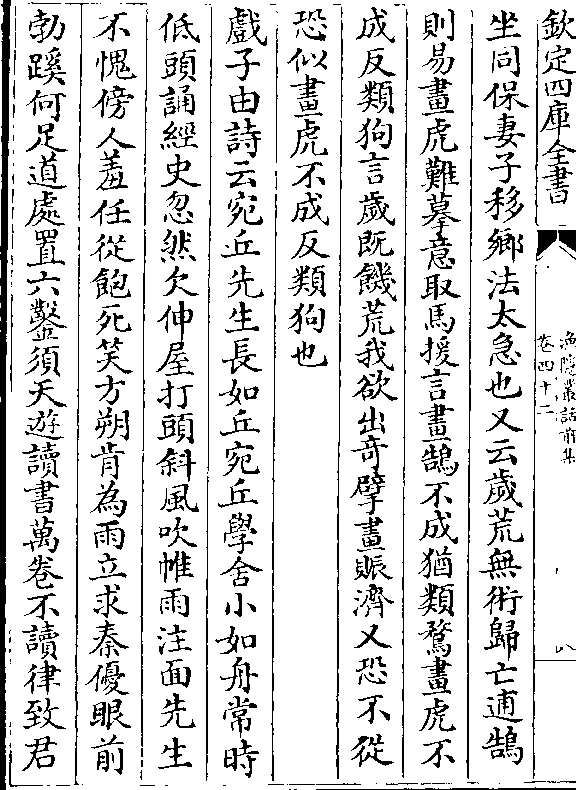 欽定四庫全書
漁隱叢話前集
卷四十二
八
坐同保妻子移鄉法太急也又云歲荒無術歸亡逋鵠
則易畫虎難摹意取馬援言畫鵠不成猶類鶩畫虎不
成反類狗言歲既饑荒我欲出奇擘畫賑濟又恐不從
恐似畫虎不成反類狗也
戲子由詩云宛丘先生長如丘宛丘學舍小如舟常時
低頭誦經史忽然欠伸屋打頭斜風吹帷雨注面先生
不愧傍人羞任從飽死笑方朔肯為雨立求秦優眼前
勃蹊何足道處置六鑿須天遊讀書萬卷不讀律致君